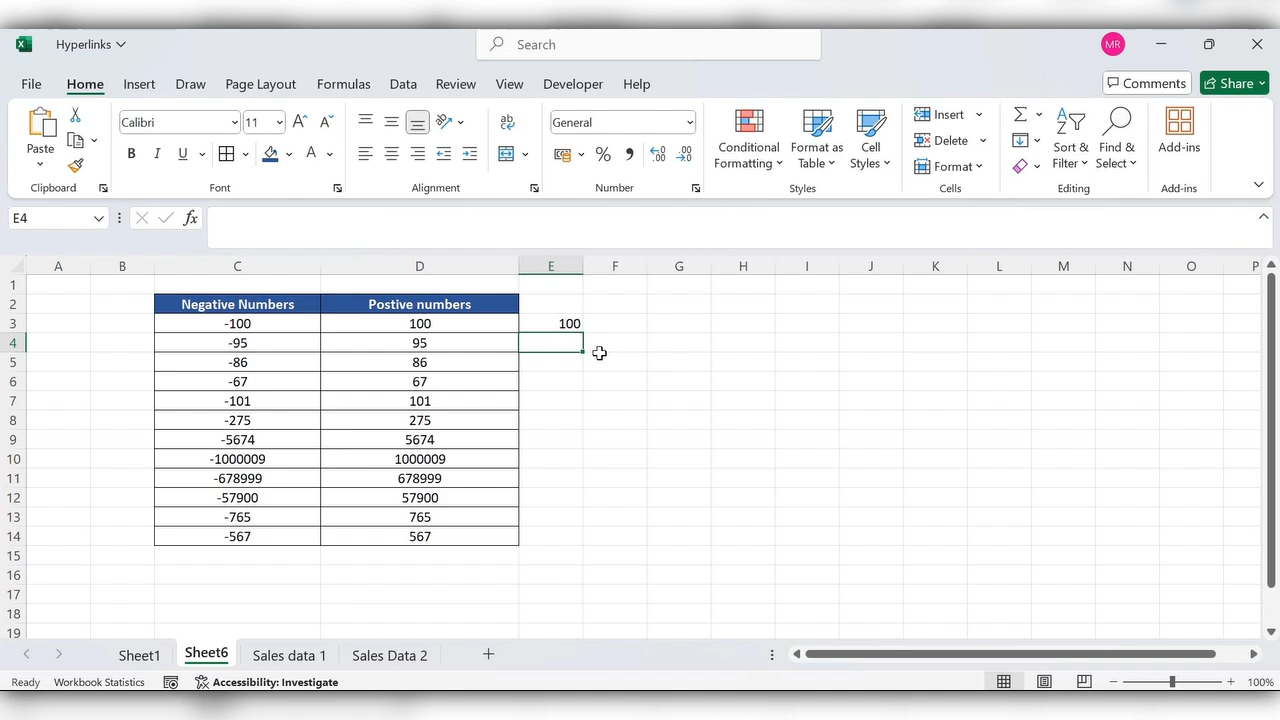 Hyperlinks
Search
MR
File Home Insert Draw Page Layout Formulas Data Review View Developer Help
Comments Share
Paste
Calibri 11
B I U A
General
% ,
Conditional Formatting
Format as Table
Cell Styles
Insert
Delete
Format
Sort & Filter
Find & Select
Add-ins
Clipboard Font Alignment Number Styles Cells Editing Add-ins
E4 fx
A B C D E F G H I J K L M N O P
1
2 Negative Numbers Postive numbers
3 -100 100 100
4 -95 95
5 -86 86
6 -67 67
7 -101 101
8 -275 275
9 -5674 5674
10 -1000009 1000009
11 -678999 678999
12 -57900 57900
13 -765 765
14 -567 567
15
16
17
18
19
Sheet1 Sheet6 Sales data 1 Sales Data 2
Ready Workbook Statistics Accessibility: Investigate 100%